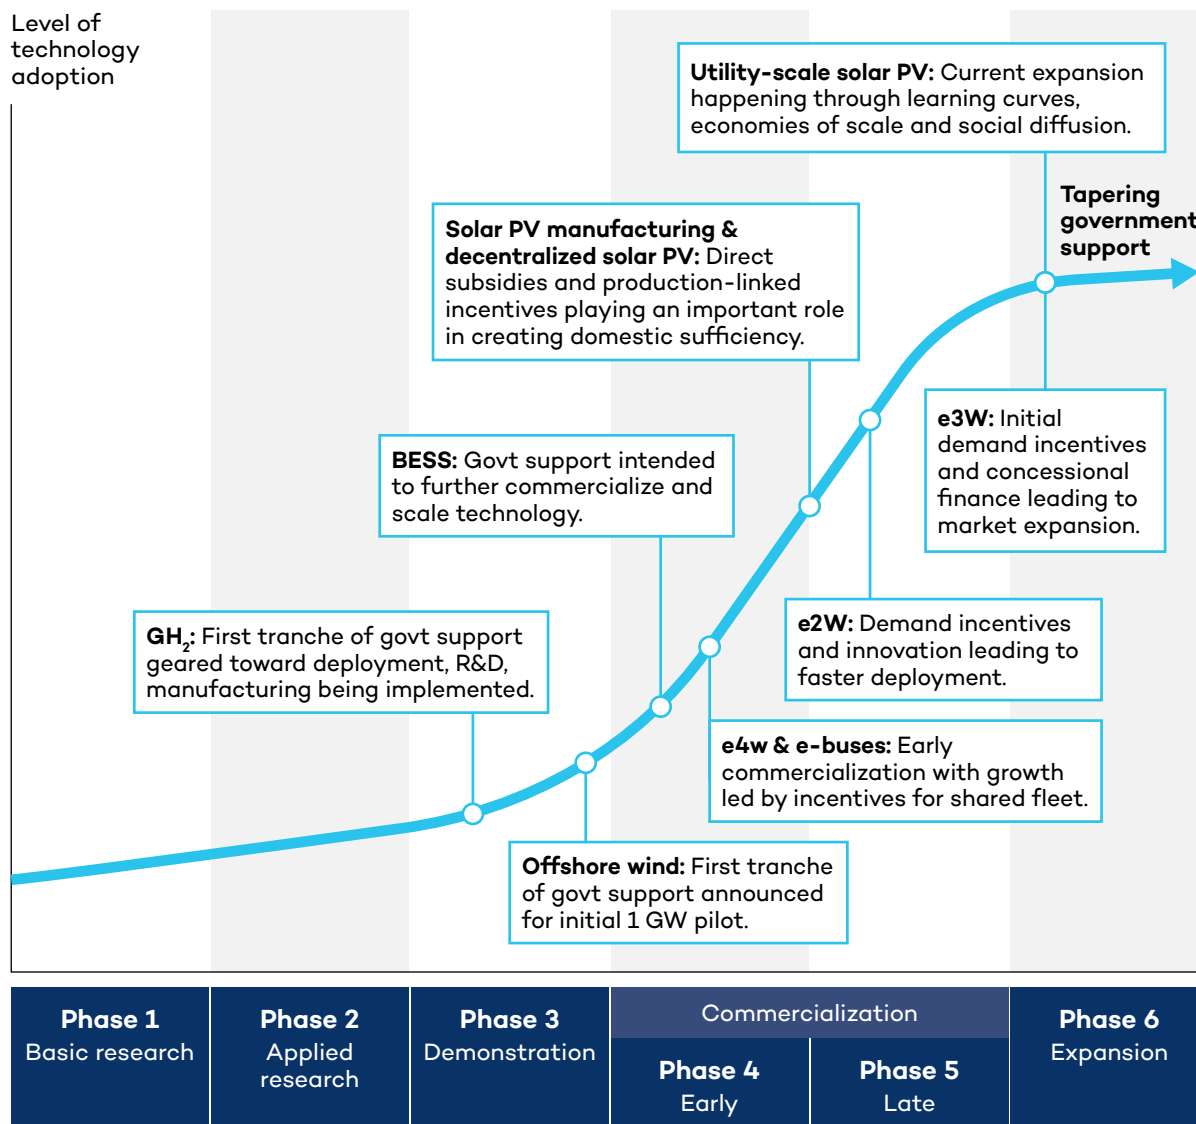 Level of
technology
adoption
Utility-scale solar PV: Current expansion
happening through learning curves,
economies of scale and social diffusion.
Tapering
government
support
Solar PV manufacturing &
decentralized solar PV: Direct
subsidies and production-linked
incentives playing an important role
in creating domestic sufficiency.
e3W: Initial
demand incentives
and concessional
finance leading to
market expansion.
BESS: Govt support intended
to further commercialize and
scale technology.
e2W: Demand incentives
and innovation leading to
faster deployment.
GH₂: First tranche of govt support
geared toward deployment, R&D,
manufacturing being implemented.
e4w & e-buses: Early
commercialization with growth
led by incentives for shared fleet.
Offshore wind: First tranche
of govt support announced
for initial 1 GW pilot.
Phase 1
Basic research
Phase 2
Applied
research
Phase 3
Demonstration
Commercialization
Phase 4
Early
Phase 5
Late
Phase 6
Expansion